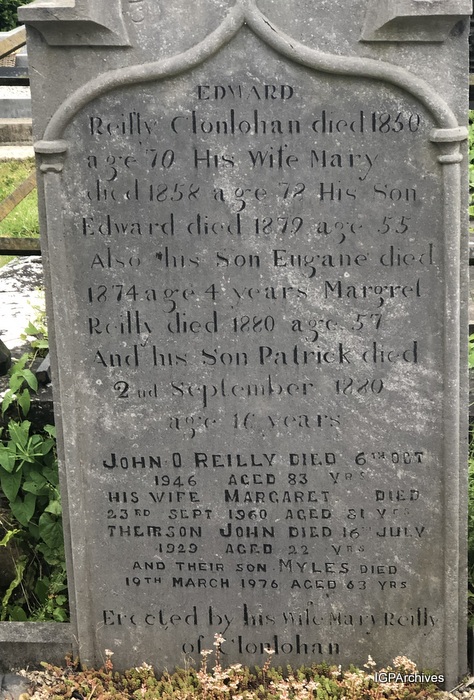 EDWARD
Reilly Clonlohan died 1850
age 70 His Wife Mary
died 1858 age 78 His Son
Edward died 1879 age 55
Also his Son Eugane died
1874 age 4 years Margret
Reilly died 1880 age 57
And his Son Patrick died
2nd September 1880
age 16 years
JOHN O REILLY DIED 6TH OCT
1946 AGED 83 YRS
HIS WIFE MARGARET DIED
23RD SEPT 1960 AGED 81 YRS
THEIR SON JOHN DIED 16TH JULY
1929 AGED 22 YRS
AND THEIR SON MYLES DIED
19TH MARCH 1976 AGED 63 YRS
Erected by his Wife Mary Reilly
of Clonlohan
IGPArchives